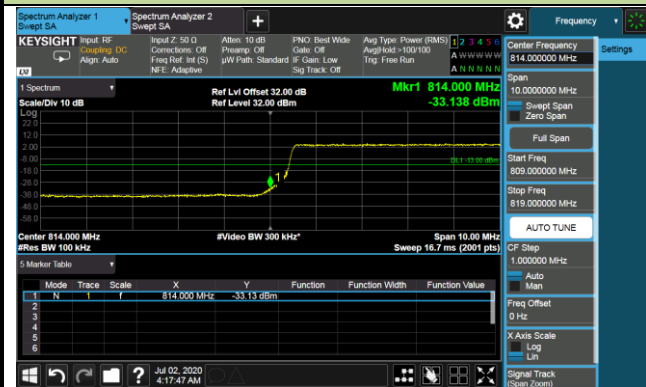 Spectrum Analyzer 1
Swept SA
Spectrum Analyzer 2
Swept SA
Frequency
KEYSIGHT
Input: RF
Coupling: DC
Align: Auto
Input Z: 50 Ω
Corrections: Off
Freq Ref: Int (S)
NFE: Adaptive
Atten: 10 dB
Preamp: Off
µW Path: Standard
PNO: Best Wide
Gate: Off
IF Gain: Low
Sig Track: Off
Avg Type: Power (RMS)
Avg|Hold:>100/100
Trig: Free Run
1 2 3 4 5 6
A W W W W W
A N N N N N
LXI
1 Spectrum
Scale/Div 10 dB
Ref Lvl Offset 32.00 dB
Ref Level 32.00 dBm
Mkr1 814.000 MHz
-33.138 dBm
Log
22.0
12.0
2.00
-8.00
-18.0
-28.0
-38.0
-48.0
-58.0
DL1 -13.00 dBm
1
Center 814.000 MHz
#Res BW 100 kHz
#Video BW 300 kHz*
Span 10.00 MHz
Sweep 16.7 ms (2001 pts)
5 Marker Table
Mode Trace Scale X Y Function Function Width Function Value
1 N 1 f 814.000 MHz -33.13 dBm
2
3
4
5
6
Jul 02, 2020
4:17:47 AM
Center Frequency
814.000000 MHz
Settings
Span
10.0000000 MHz
Swept Span
Zero Span
Full Span
Start Freq
809.000000 MHz
Stop Freq
819.000000 MHz
AUTO TUNE
CF Step
1.000000 MHz
Auto
Man
Freq Offset
0 Hz
X Axis Scale
Log
Lin
Signal Track
(Span Zoom)